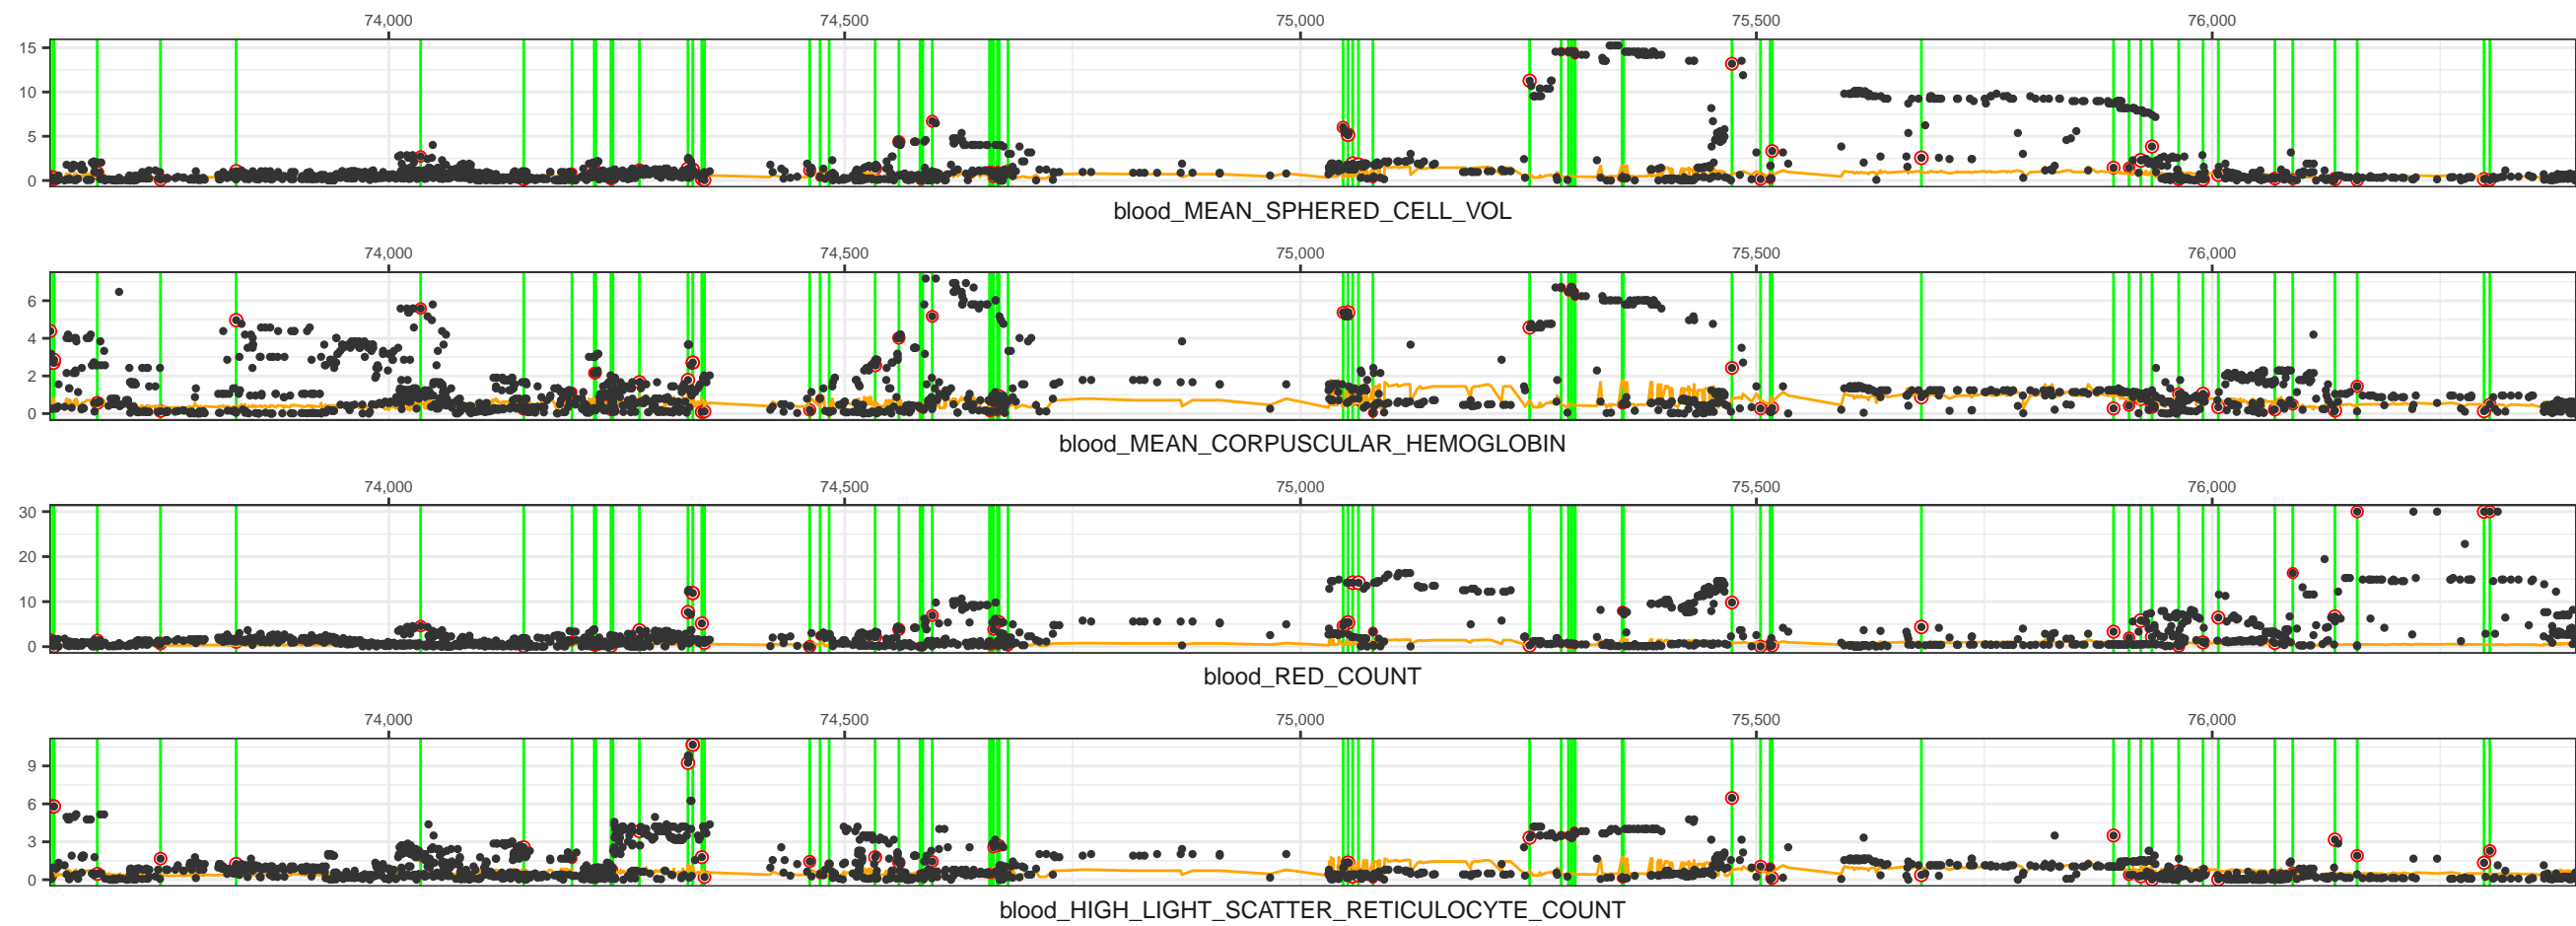 74,000 74,500 75,000 75,500 76,000
15
10
5
0
blood_MEAN_SPHERED_CELL_VOL
74,000 74,500 75,000 75,500 76,000
6
4
2
0
blood_MEAN_CORPUSCULAR_HEMOGLOBIN
74,000 74,500 75,000 75,500 76,000
30
20
10
0
blood_RED_COUNT
74,000 74,500 75,000 75,500 76,000
9
6
3
0
blood_HIGH_LIGHT_SCATTER_RETICULOCYTE_COUNT